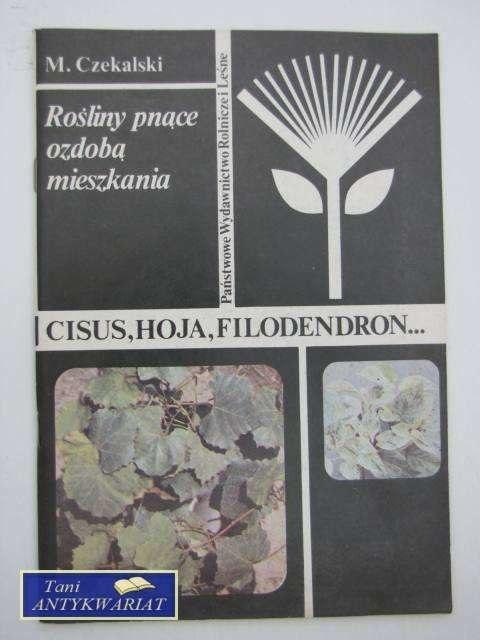 M. Czekalski
Rośliny pnące
ozdobą
mieszkania
Państwowe Wydawnictwo Rolnicze i Leśne
CISUS, HOJA, FILODENDRON...
Tani
ANTYKWARIAT